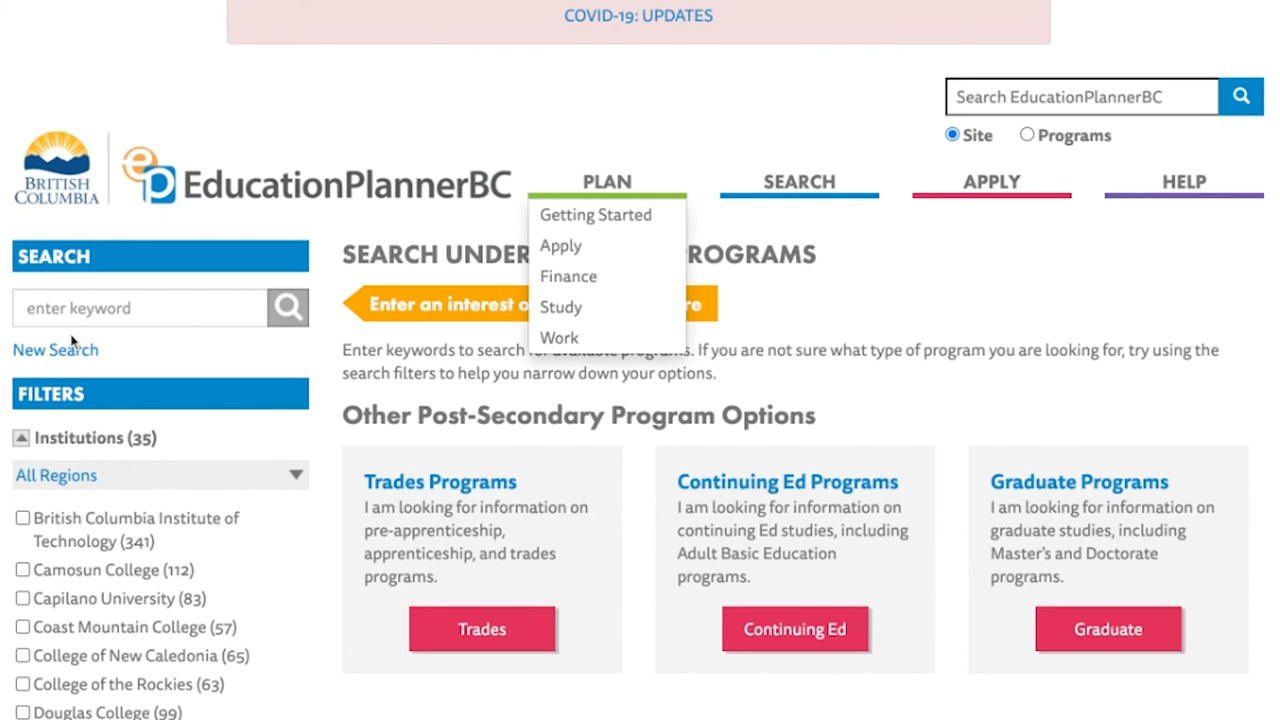 COVID-19: UPDATES
Search EducationPlannerBC
Site
Programs
BRITISH
COLUMBIA
ep EducationPlannerBC
PLAN
SEARCH
APPLY
HELP
Getting Started
Apply
Finance
Study
Work
SEARCH
enter keyword
New Search
FILTERS
Institutions (35)
All Regions
British Columbia Institute of
Technology (341)
Camosun College (112)
Capilano University (83)
Coast Mountain College (57)
College of New Caledonia (65)
College of the Rockies (63)
Douglas College (99)
SEARCH UNDER PROGRAMS
Enter an interest o re
Enter keywords to search for available programs. If you are not sure what type of program you are looking for, try using the
search filters to help you narrow down your options.
Other Post-Secondary Program Options
Trades Programs
I am looking for information on
pre-apprenticeship,
apprenticeship, and trades
programs.
Trades
Continuing Ed Programs
I am looking for information on
continuing Ed studies, including
Adult Basic Education
programs.
Continuing Ed
Graduate Programs
I am looking for information on
graduate studies, including
Master's and Doctorate
programs.
Graduate